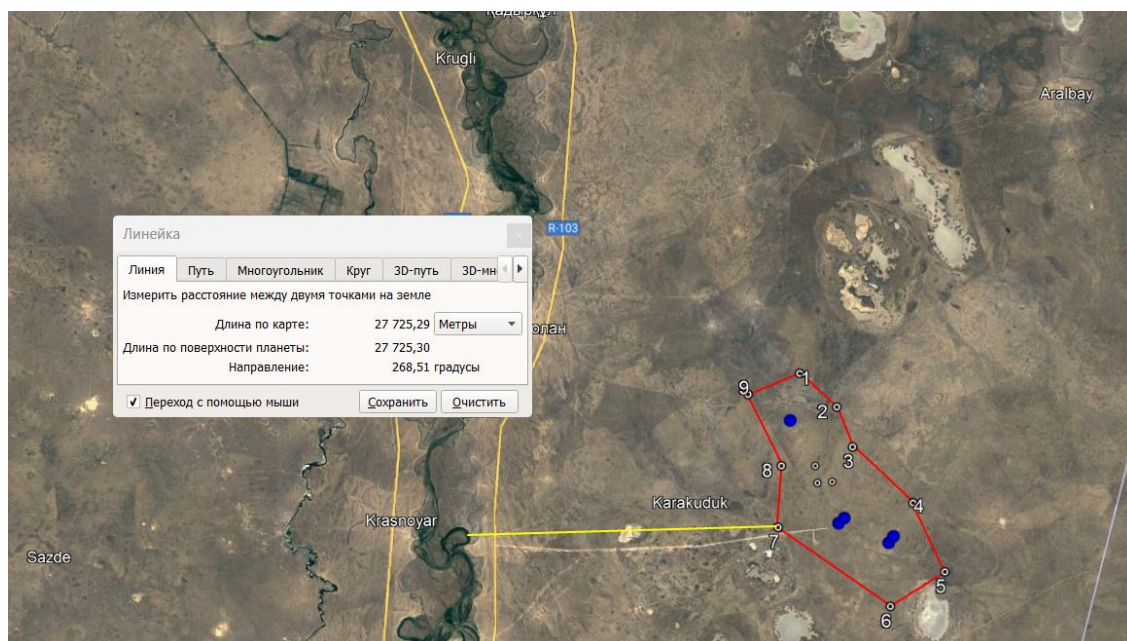 Krugli
Aralbay
R-103
Линейка
Линия Путь Многоугольник Круг 3D-путь 3D-мн
Измерить расстояние между двумя точками на земле
Длина по карте: 27 725,29 Метры
Длина по поверхности планеты: 27 725,30
Направление: 268,51 градусы
Переход с помощью мыши Сохранить Очистить
олан
1
9
2
3
8
4
Karakuduk
Krasnoyar
7
Sazde
5
6